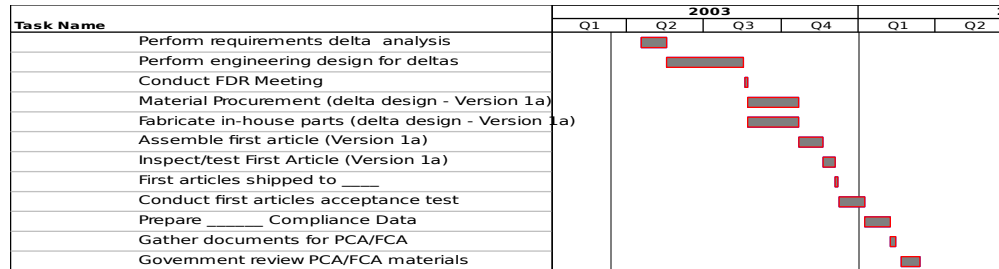 2003
Task Name Q1 Q2 Q3 Q4 Q1 Q2
Perform requirements delta analysis
Perform engineering design for deltas
Conduct FDR Meeting
Material Procurement (delta design - Version 1a)
Fabricate in-house parts (delta design - Version 1a)
Assemble first article (Version 1a)
Inspect/test First Article (Version 1a)
First articles shipped to ____
Conduct first articles acceptance test
Prepare ______ Compliance Data
Gather documents for PCA/FCA
Government review PCA/FCA materials